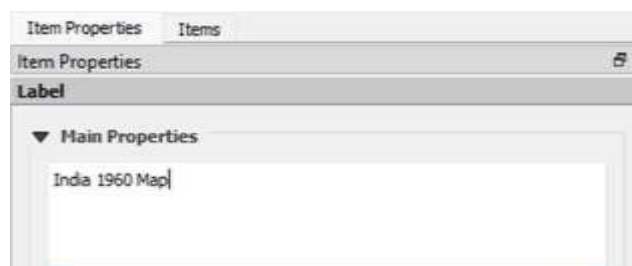 Item Properties Items
Item Properties
Label
Main Properties
India 1960 Map